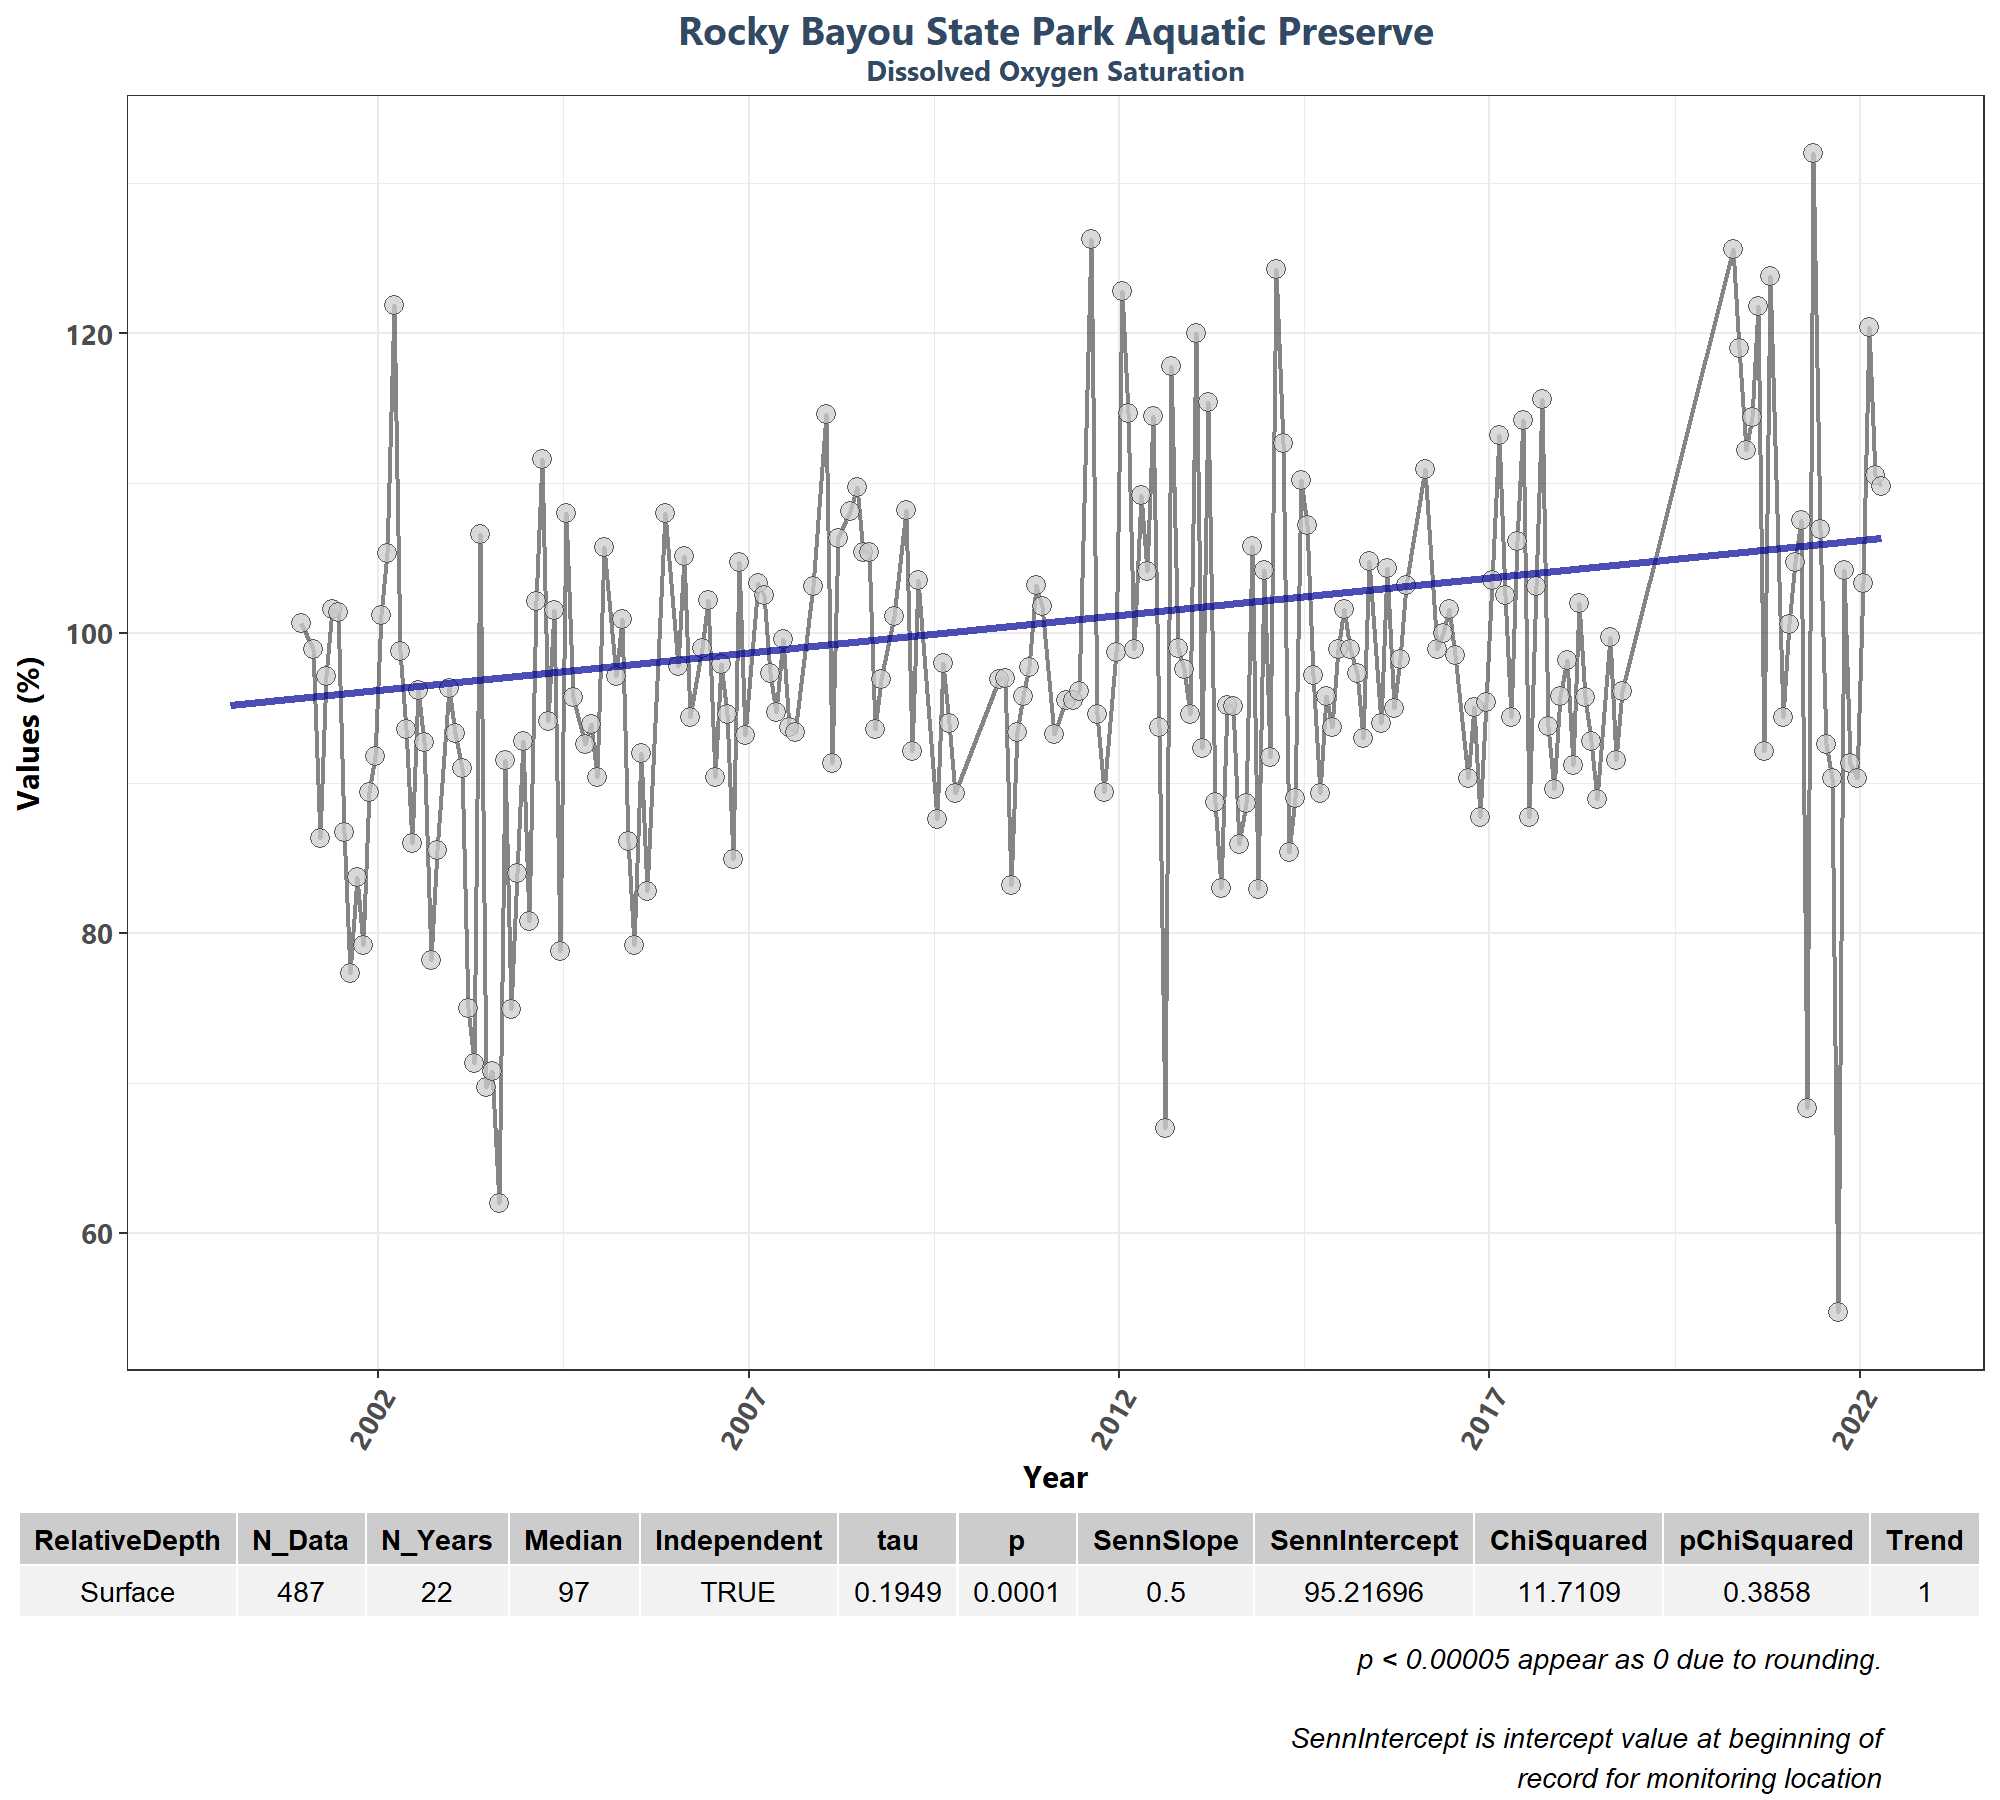 Rocky Bayou State Park Aquatic Preserve
Dissolved Oxygen Saturation
Values (%)
120
100
80
60
2002 2007 2012 2017 2022
Year
RelativeDepth N_Data N_Years Median Independent tau p SennSlope SennIntercept ChiSquared pChiSquared Trend
Surface 487 22 97 TRUE 0.1949 0.0001 0.5 95.21696 11.7109 0.3858 1
p < 0.00005 appear as 0 due to rounding.
SennIntercept is intercept value at beginning of
record for monitoring location